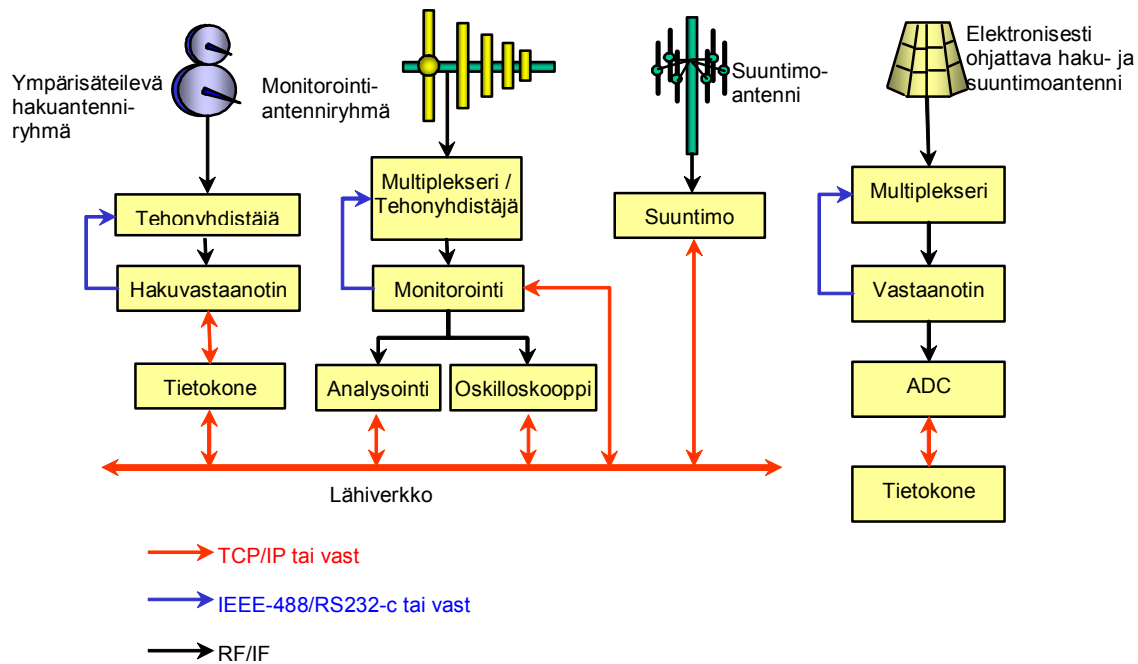 Ympärisäteilevä
hakuantenni-
ryhmä
Monitorointi-
antenniryhmä
Suuntimo-
antenni
Elektronisesti
ohjattava haku- ja
suuntimoantenni
Tehonyhdistäjä
Hakuvastaanotin
Tietokone
Multiplekseri /
Tehonyhdistäjä
Monitorointi
Analysointi
Oskilloskooppi
Suuntimo
Multiplekseri
Vastaanotin
ADC
Tietokone
Lähiverkko
TCP/IP tai vast
IEEE-488/RS232-c tai vast
RF/IF